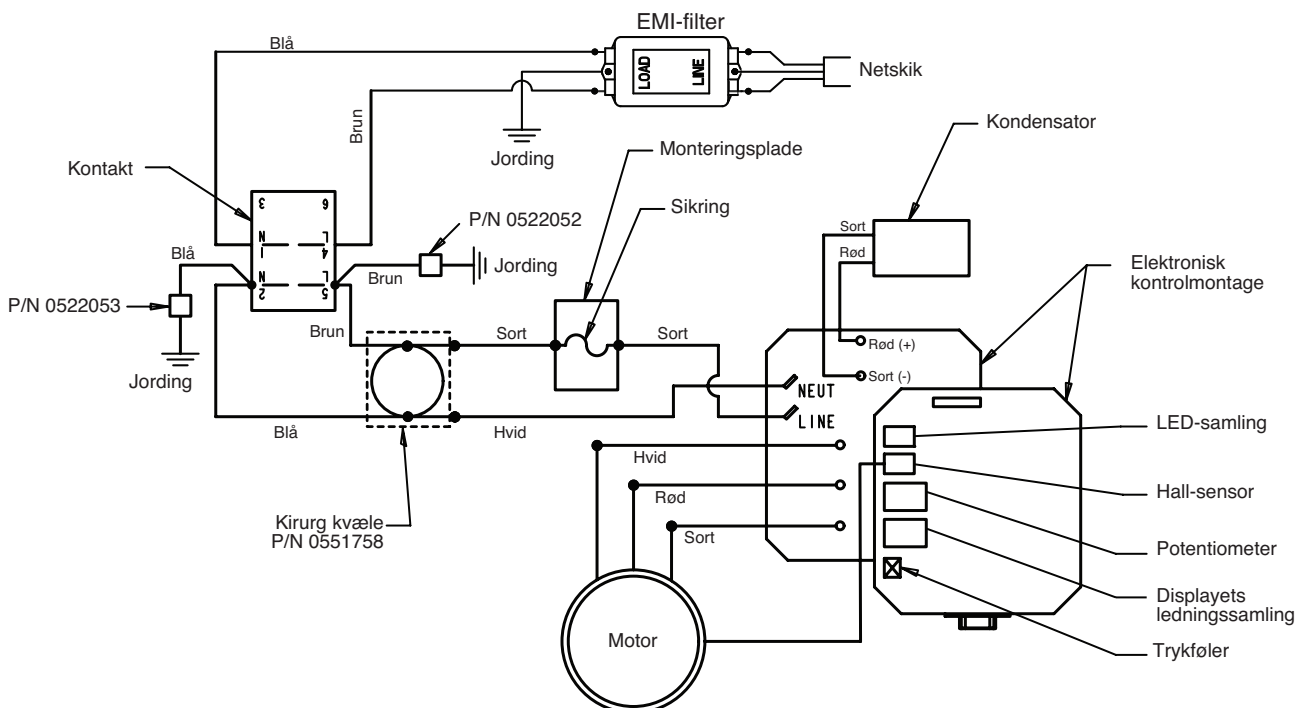 EMI-filter
Blå
LOAD
LINE
Netskik
Brun
Jording
Monteringsplade
Kondensator
Kontakt
3
6
Sikring
P/N 0522052
N
L
1
4
Sort
Rød
Blå
Brun
Jording
N
L
2
5
Elektronisk
kontrolmontage
P/N 0522053
Brun
Sort
Sort
Rød (+)
Jording
Sort (-)
NEUT
LINE
Blå
Hvid
LED-samling
Hvid
Hall-sensor
Rød
Kirurg kvæle
P/N 0551758
Sort
Potentiometer
Displayets
ledningssamling
Motor
Trykføler